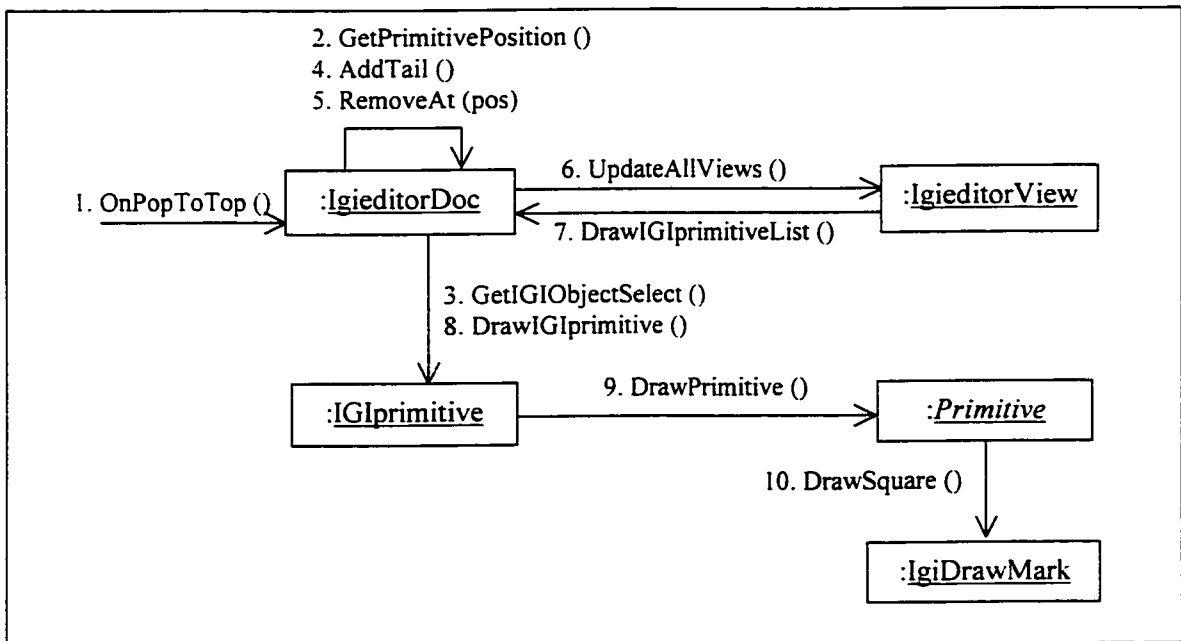 2. GetPrimitivePosition ()
4. AddTail ()
5. RemoveAt (pos)
1. OnPopToTop ()
:IgieditorDoc
6. UpdateAllViews ()
:IgieditorView
7. DrawIGIprimitiveList ()
3. GetIGIObjectSelect ()
8. DrawIGIprimitive ()
:IGIprimitive
9. DrawPrimitive ()
:Primitive
10. DrawSquare ()
:IgiDrawMark